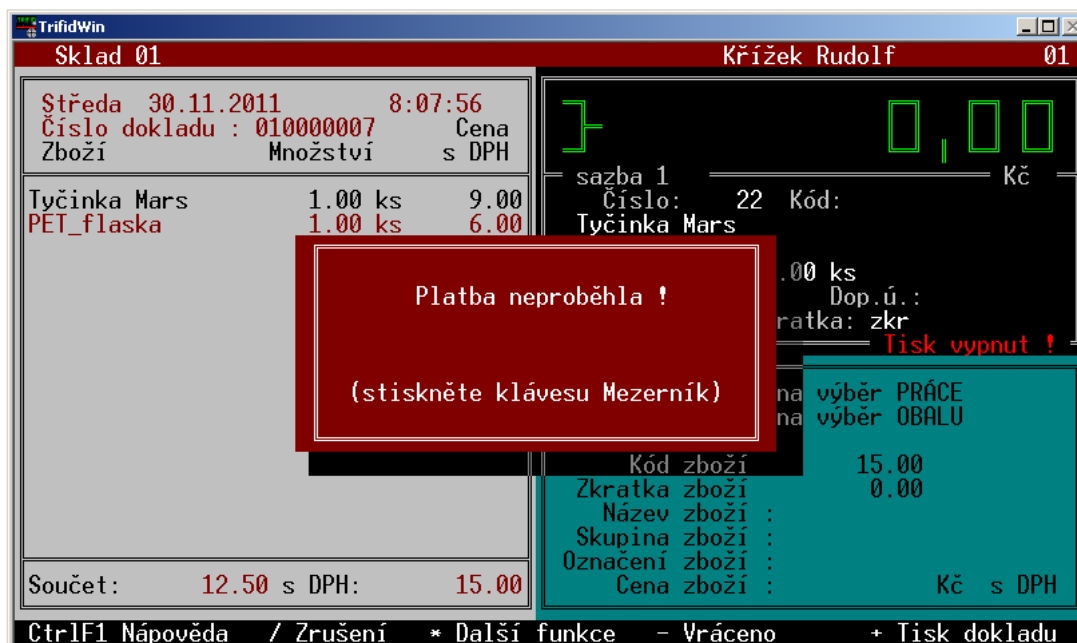 TrifidWin
Sklad 01 Křížek Rudolf 01
Středa 30.11.2011 8:07:56
Číslo dokladu : 010000007 Cena
Zboží Množství s DPH
Tyčinka Mars 1.00 ks 9.00
PET_flaska 1.00 ks 6.00
Součet: 12.50 s DPH: 15.00
0,00
sazba 1 Kč
Číslo: 22 Kód:
Tyčinka Mars
.00 ks
Dop.ú.:
ratka: zkr
Tisk vypnut !
Platba neproběhla !
(stiskněte klávesu Mezerník)
na výběr PRÁCE
na výběr OBALU
Kód zboží 15.00
Zkratka zboží 0.00
Název zboží :
Skupina zboží :
Označení zboží :
Cena zboží : Kč s DPH
CtrlF1 Nápověda / Zrušení * Další funkce - Vráceno + Tisk dokladu